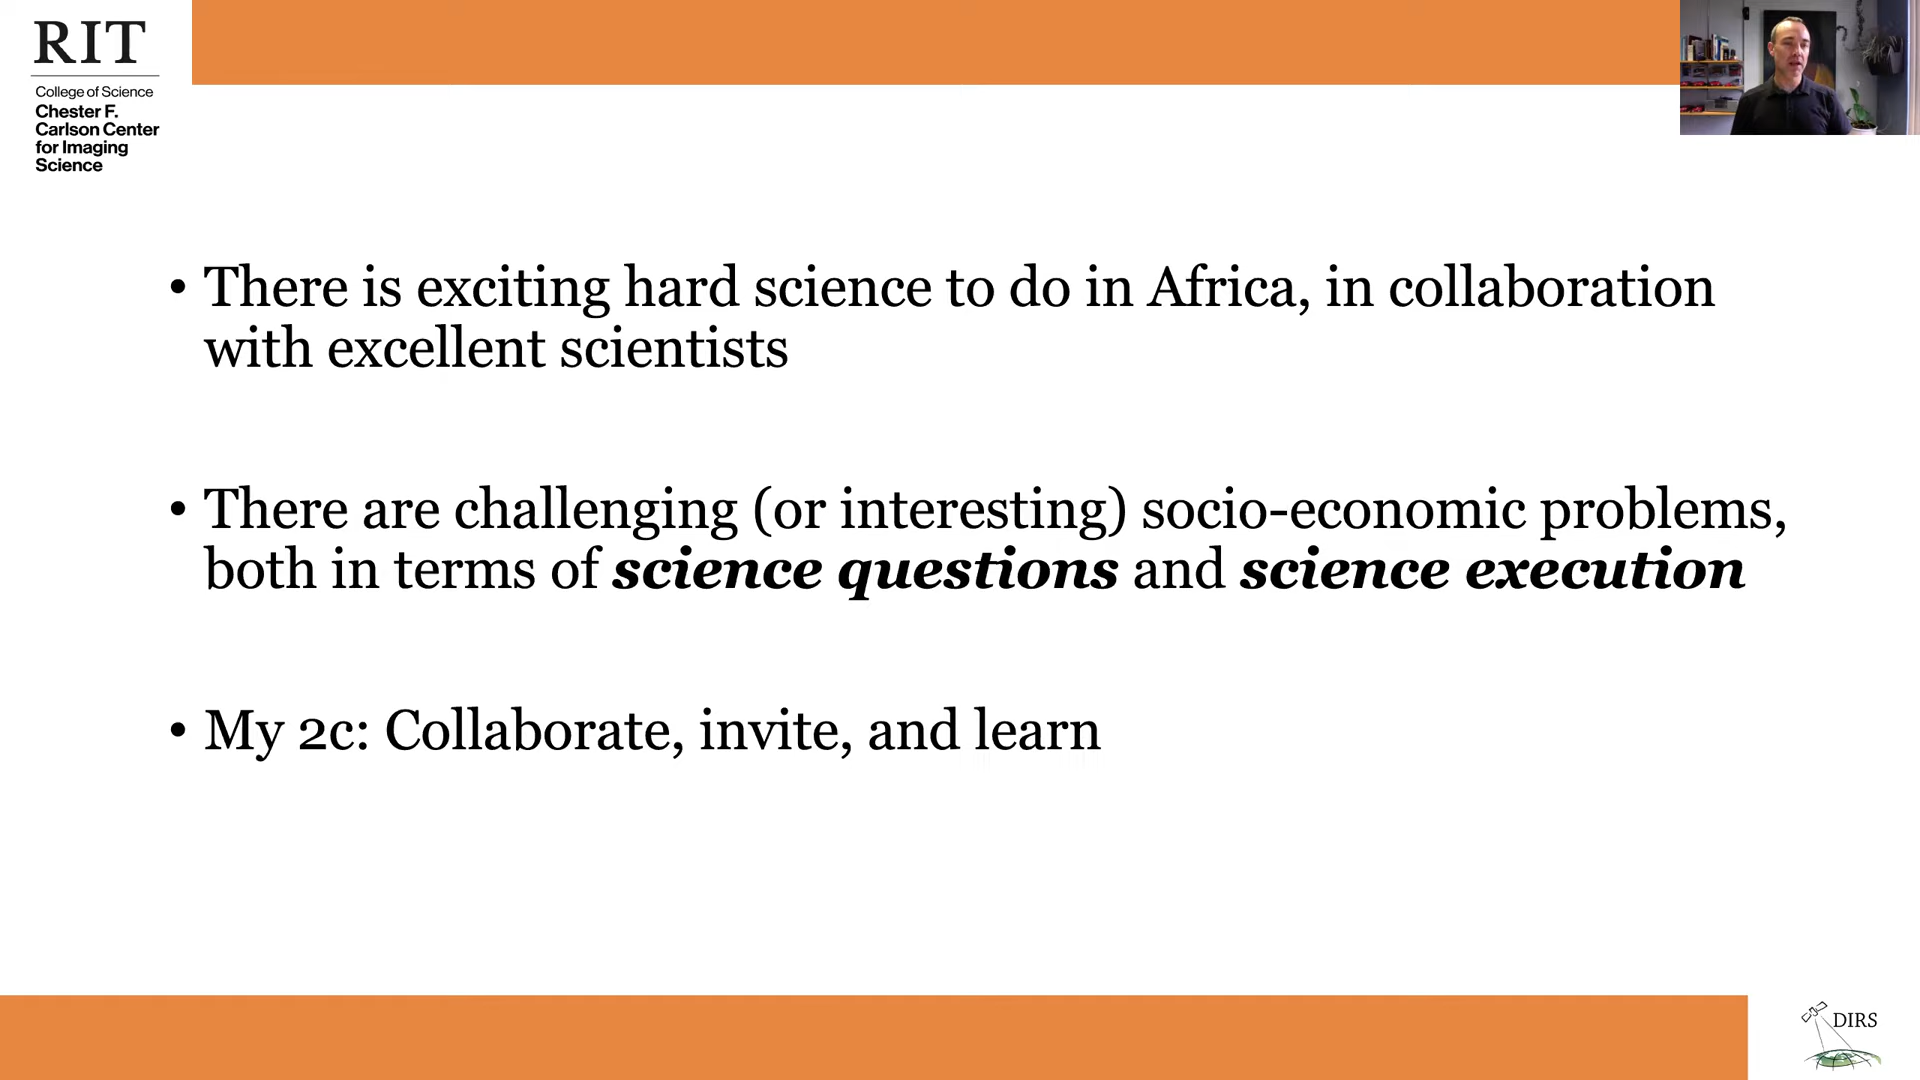 RIT
College of Science
Chester F.
Carlson Center
for Imaging
Science
• There is exciting hard science to do in Africa, in collaboration
with excellent scientists
• There are challenging (or interesting) socio-economic problems,
both in terms of science questions and science execution
• My 2c: Collaborate, invite, and learn
DIRS